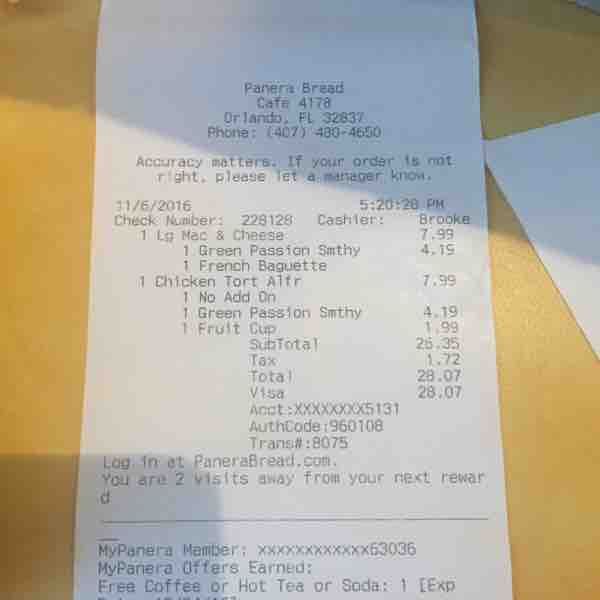 Panera Bread
Cafe 4178
Orlando, FL 32837
Phone: (407) 480-4650
Accuracy matters. If your order is not
right, please let a manager know.
11/6/2016 5:20:28 PM
Check Number: 228128 Cashier: Brooke
1 Lg Mac & Cheese 7.99
1 Green Passion Smthy 4.19
1 French Baguette
1 Chicken Tort Alfr 7.99
1 No Add On
1 Green Passion Smthy 4.19
1 Fruit Cup 1.99
SubTotal 26.35
Tax 1.72
Total 28.07
Visa 28.07
Acct:XXXXXXXX5131
AuthCode:960108
Trans#:8075
Log in at PaneraBread.com.
You are 2 visits away from your next rewar
d
MyPanera Member: xxxxxxxxxxxx63036
MyPanera Offers Earned:
Free Coffee or Hot Tea or Soda: 1 [Exp